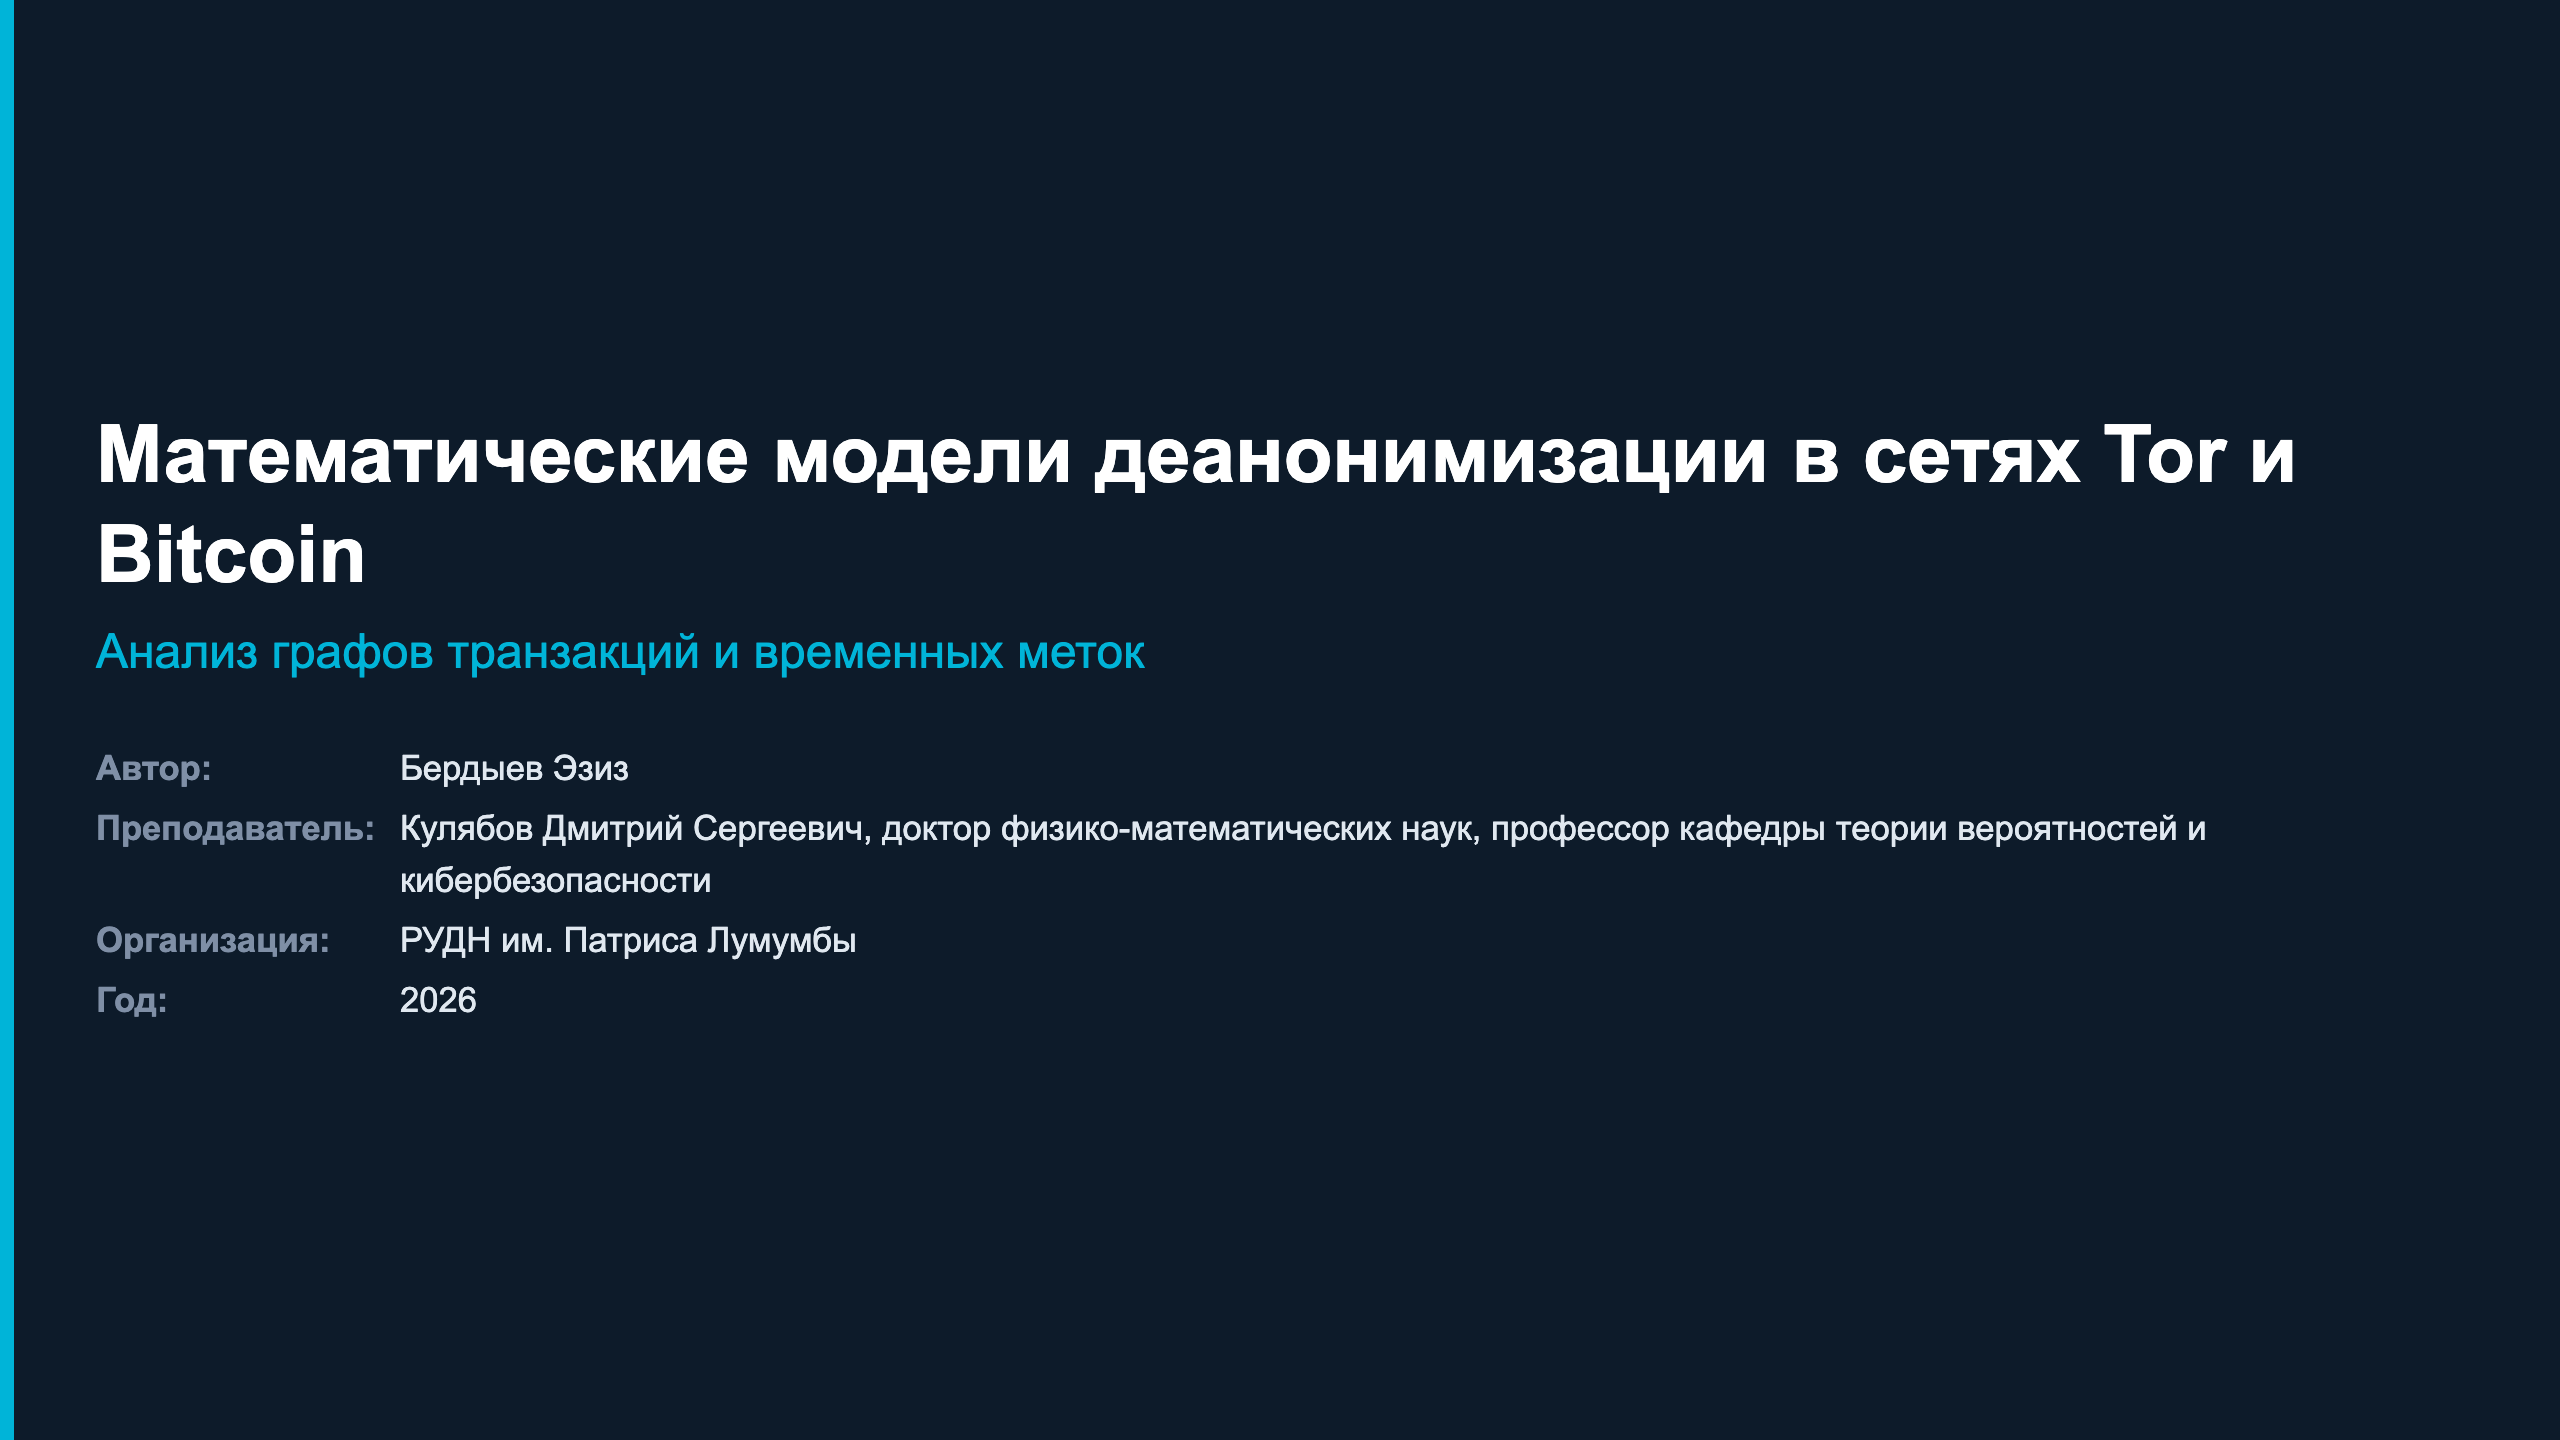 Математические модели деанонимизации в сетях Tor и
Bitcoin
Анализ графов транзакций и временных меток
Автор: Бердыев Эзиз
Преподаватель: Кулябов Дмитрий Сергеевич, доктор физико-математических наук, профессор кафедры теории вероятностей и
кибербезопасности
Организация: РУДН им. Патриса Лумумбы
Год: 2026